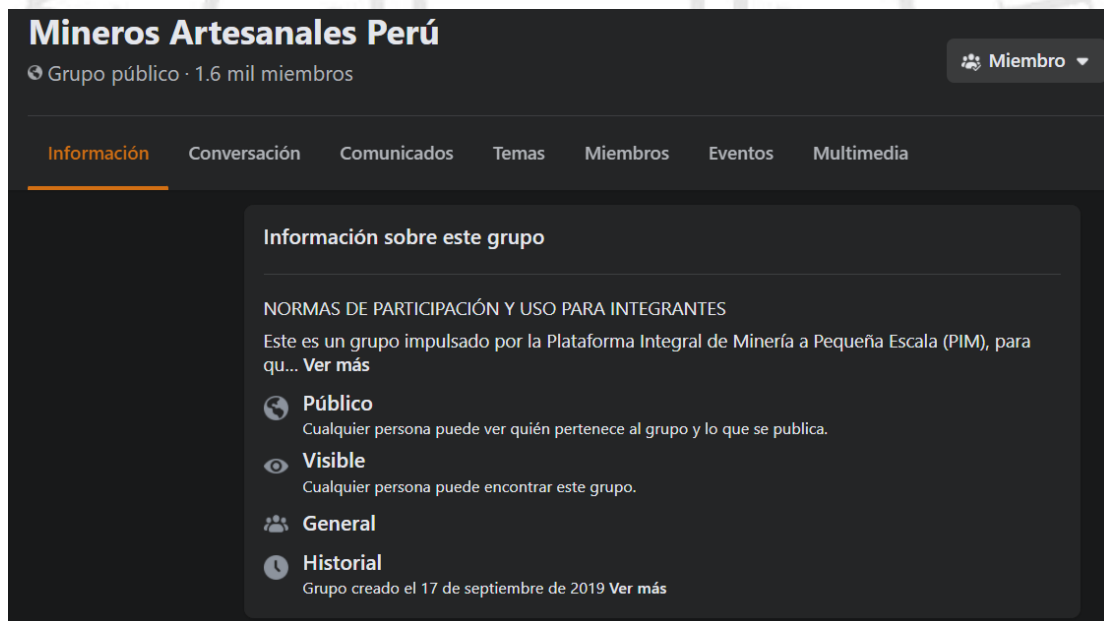 Mineros Artesanales Perú
Grupo público · 1.6 mil miembros
Miembro
Información Conversación Comunicados Temas Miembros Eventos Multimedia
Información sobre este grupo
NORMAS DE PARTICIPACIÓN Y USO PARA INTEGRANTES
Este es un grupo impulsado por la Plataforma Integral de Minería a Pequeña Escala (PIM), para
qu... Ver más
Público
Cualquier persona puede ver quién pertenece al grupo y lo que se publica.
Visible
Cualquier persona puede encontrar este grupo.
General
Historial
Grupo creado el 17 de septiembre de 2019 Ver más